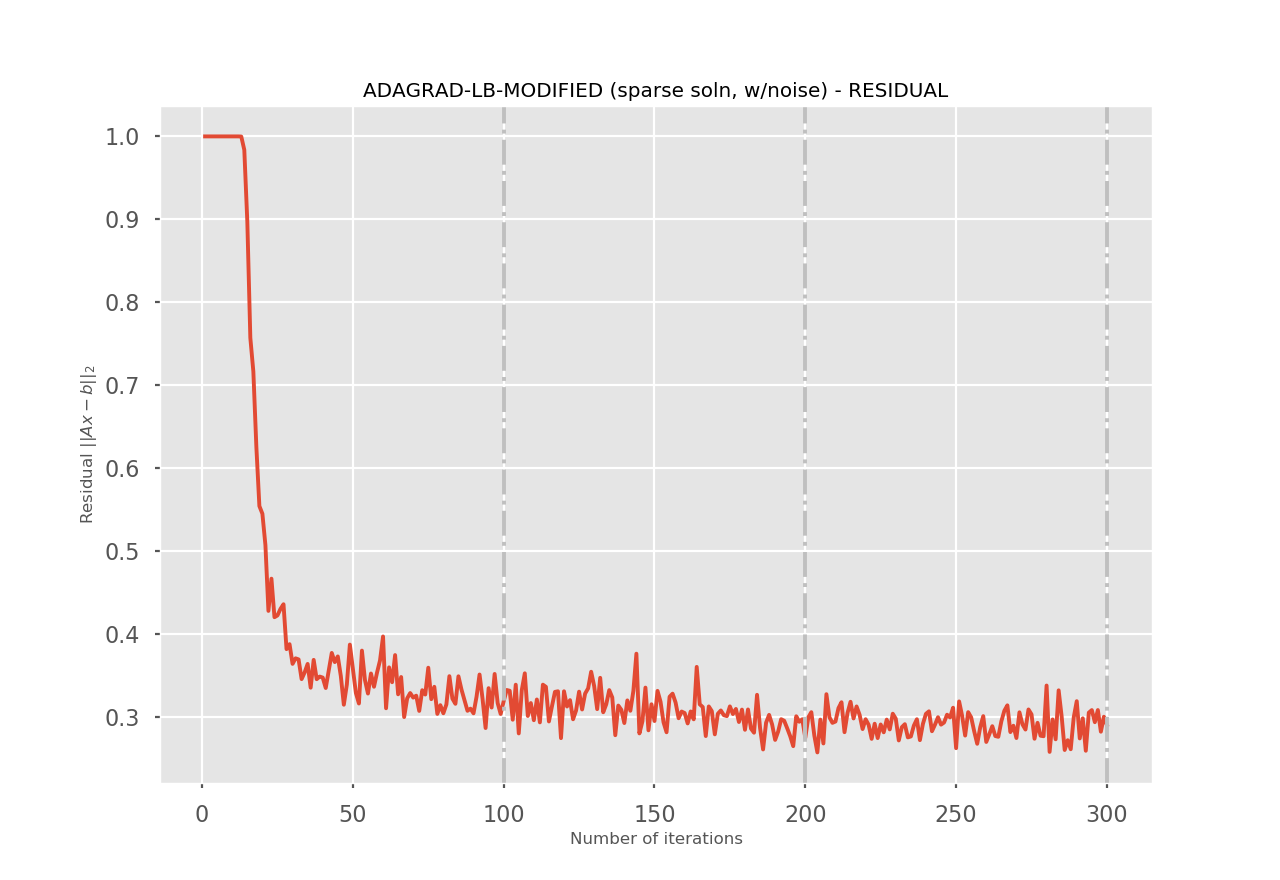 ADAGRAD-LB-MODIFIED (sparse soln, w/noise) - RESIDUAL
1.0
0.9
0.8
0.7
0.6
0.5
0.4
0.3
Residual ||Ax − b||₂
0 50 100 150 200 250 300
Number of iterations